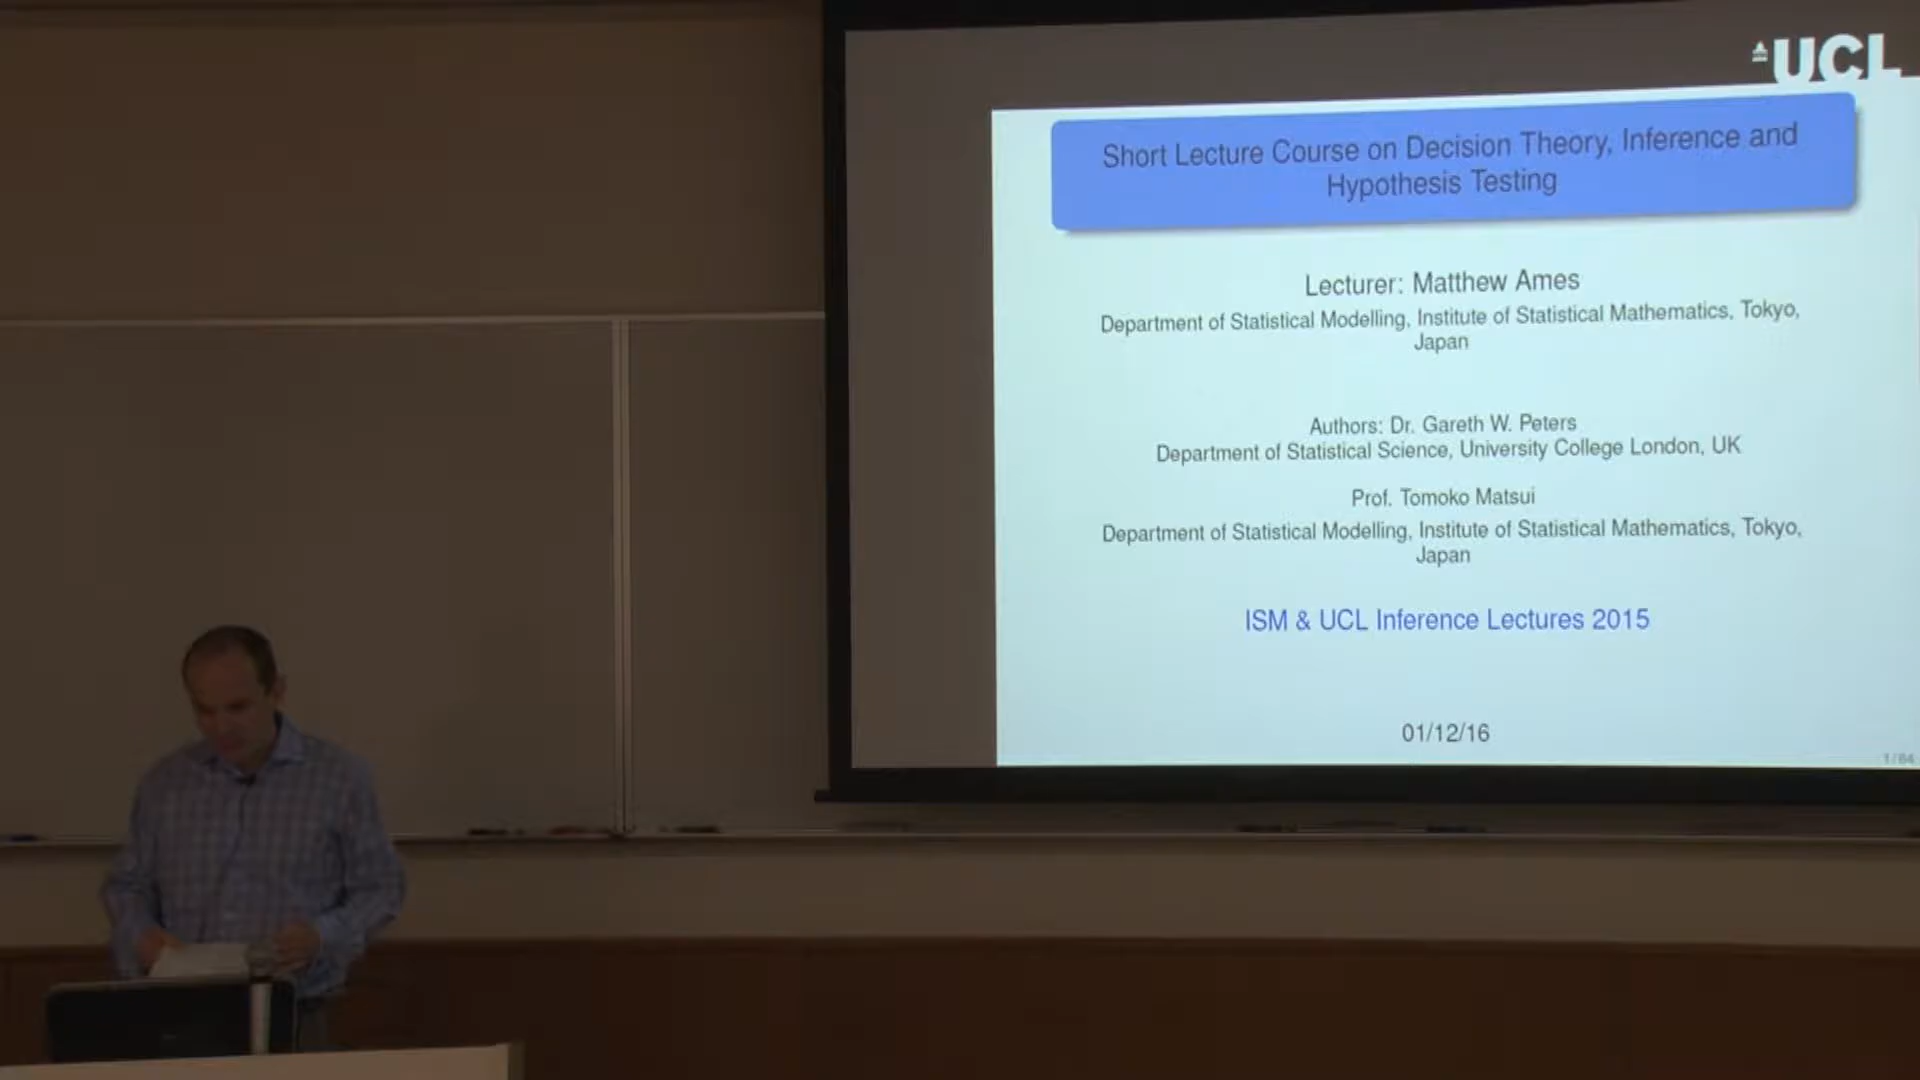 UCL
Short Lecture Course on Decision Theory, Inference and
Hypothesis Testing
Lecturer: Matthew Ames
Department of Statistical Modelling, Institute of Statistical Mathematics, Tokyo,
Japan
Authors: Dr. Gareth W. Peters
Department of Statistical Science, University College London, UK
Prof. Tomoko Matsui
Department of Statistical Modelling, Institute of Statistical Mathematics, Tokyo,
Japan
ISM & UCL Inference Lectures 2015
01/12/16